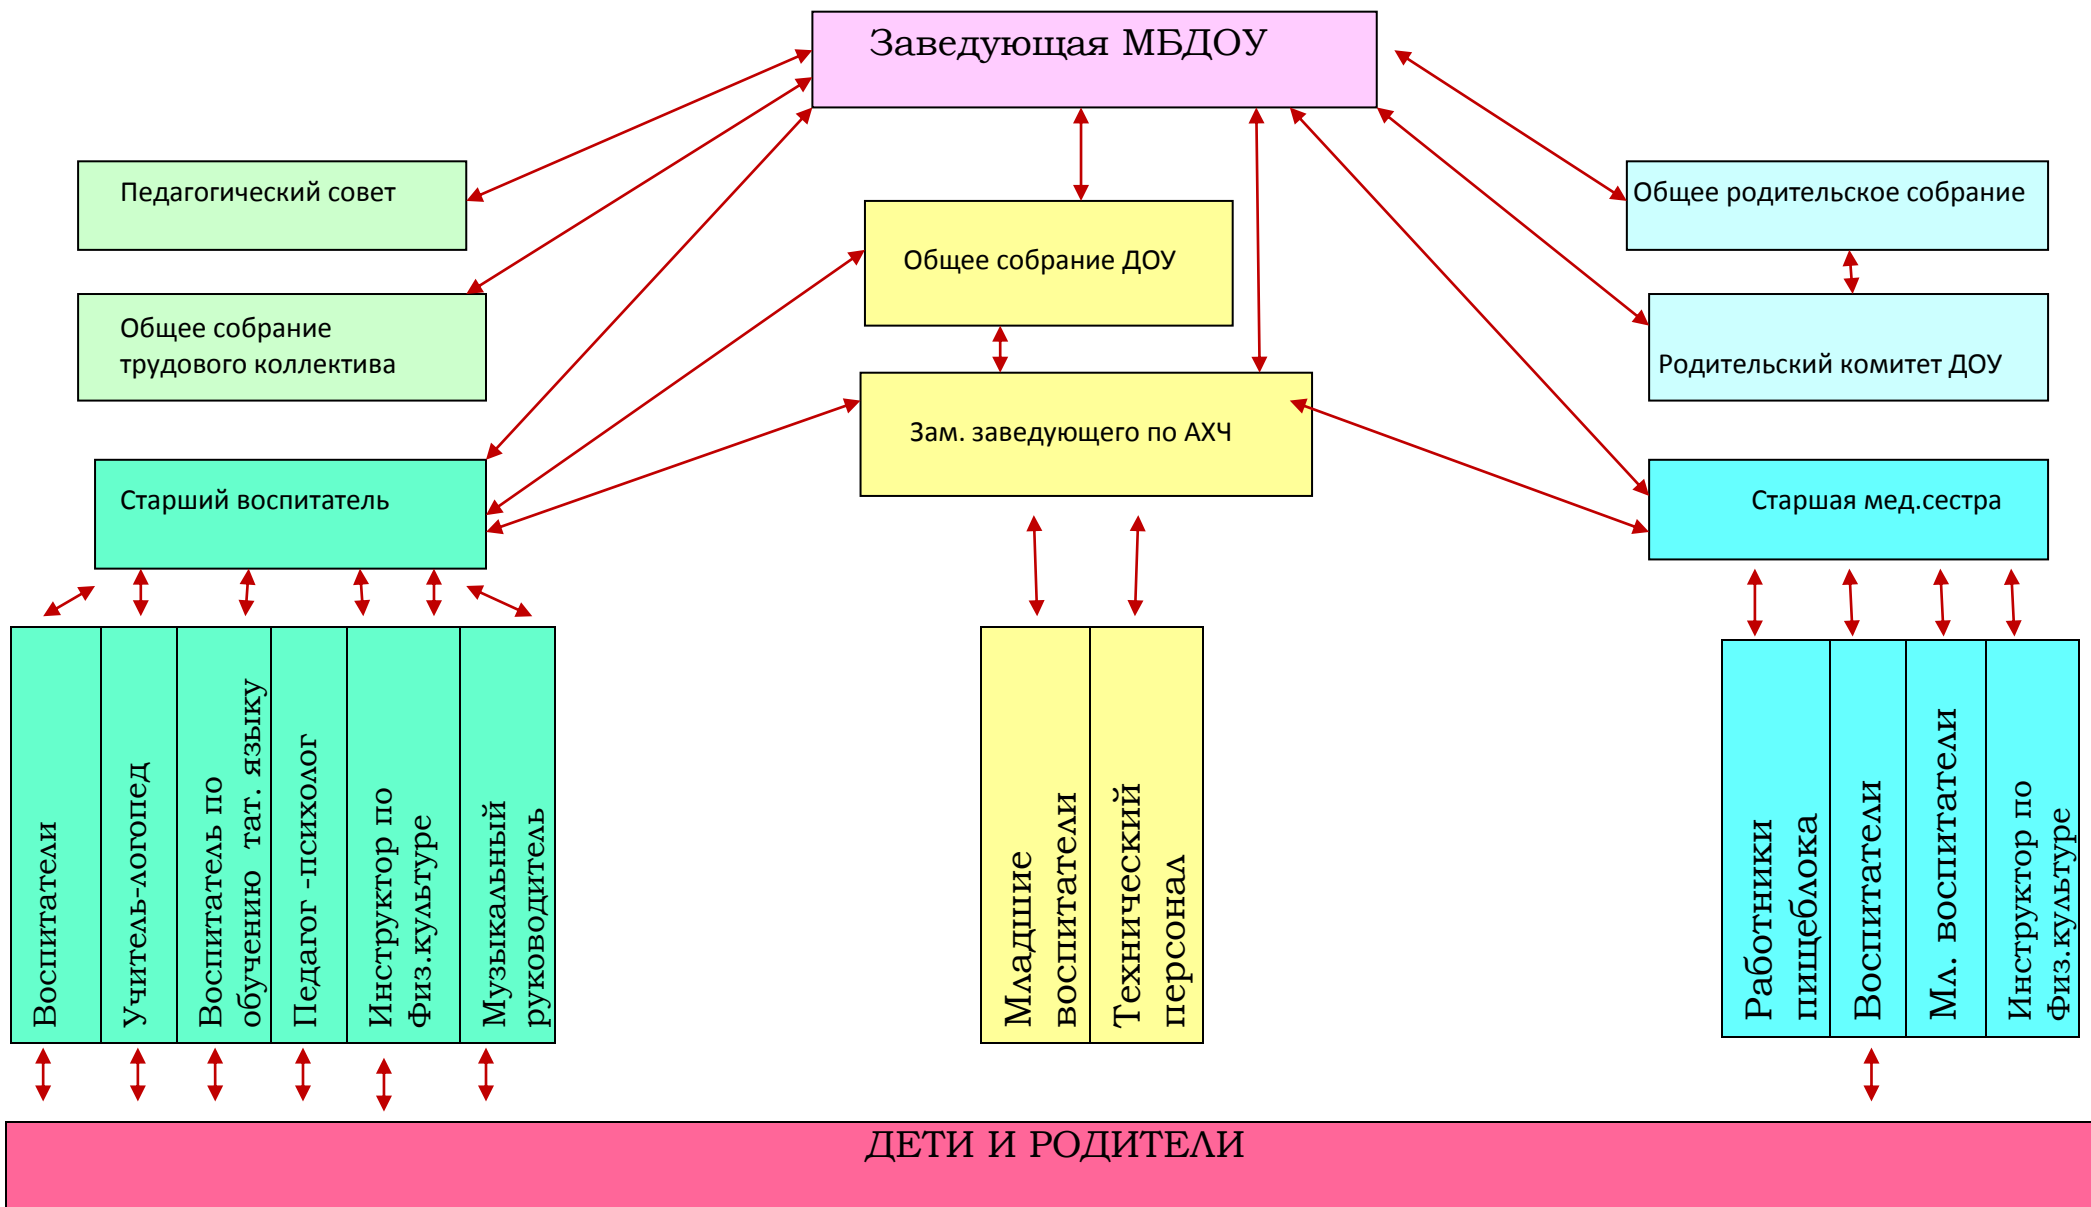 Заведующая МБДОУ
Педагогический совет
Общее родительское собрание
Общее собрание ДОУ
Общее собрание
трудового коллектива
Родительский комитет ДОУ
Зам. заведующего по АХЧ
Старший воспитатель
Старшая мед.сестра
Воспитатели
Учитель-логопед
Воспитатель по
обучению тат. языку
Педагог -психолог
Инструктор по
Физ.культуре
Музыкальный
руководитель
Младшие
воспитатели
Технический
персонал
Работники
пищеблока
Воспитатели
Мл. воспитатели
Инструктор по
Физ.культуре
ДЕТИ И РОДИТЕЛИ